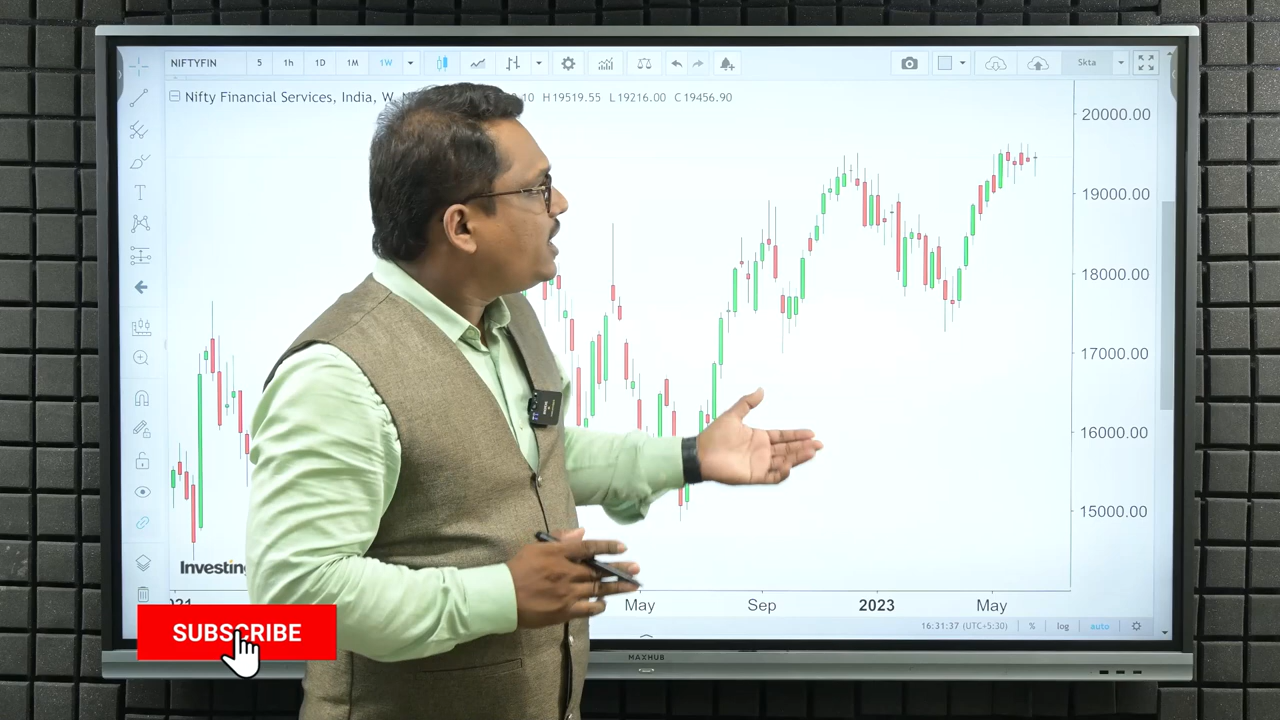 NIFTYFIN 5 1h 1D 1M 1W Skta
Nifty Financial Services, India, W, H19519.55 L19216.00 C19456.90
20000.00
19000.00
18000.00
17000.00
16000.00
15000.00
T
Investing
May Sep 2023 May
16:31:37 (UTC+5:30) % log auto
SUBSCRIBE
MAXHUB